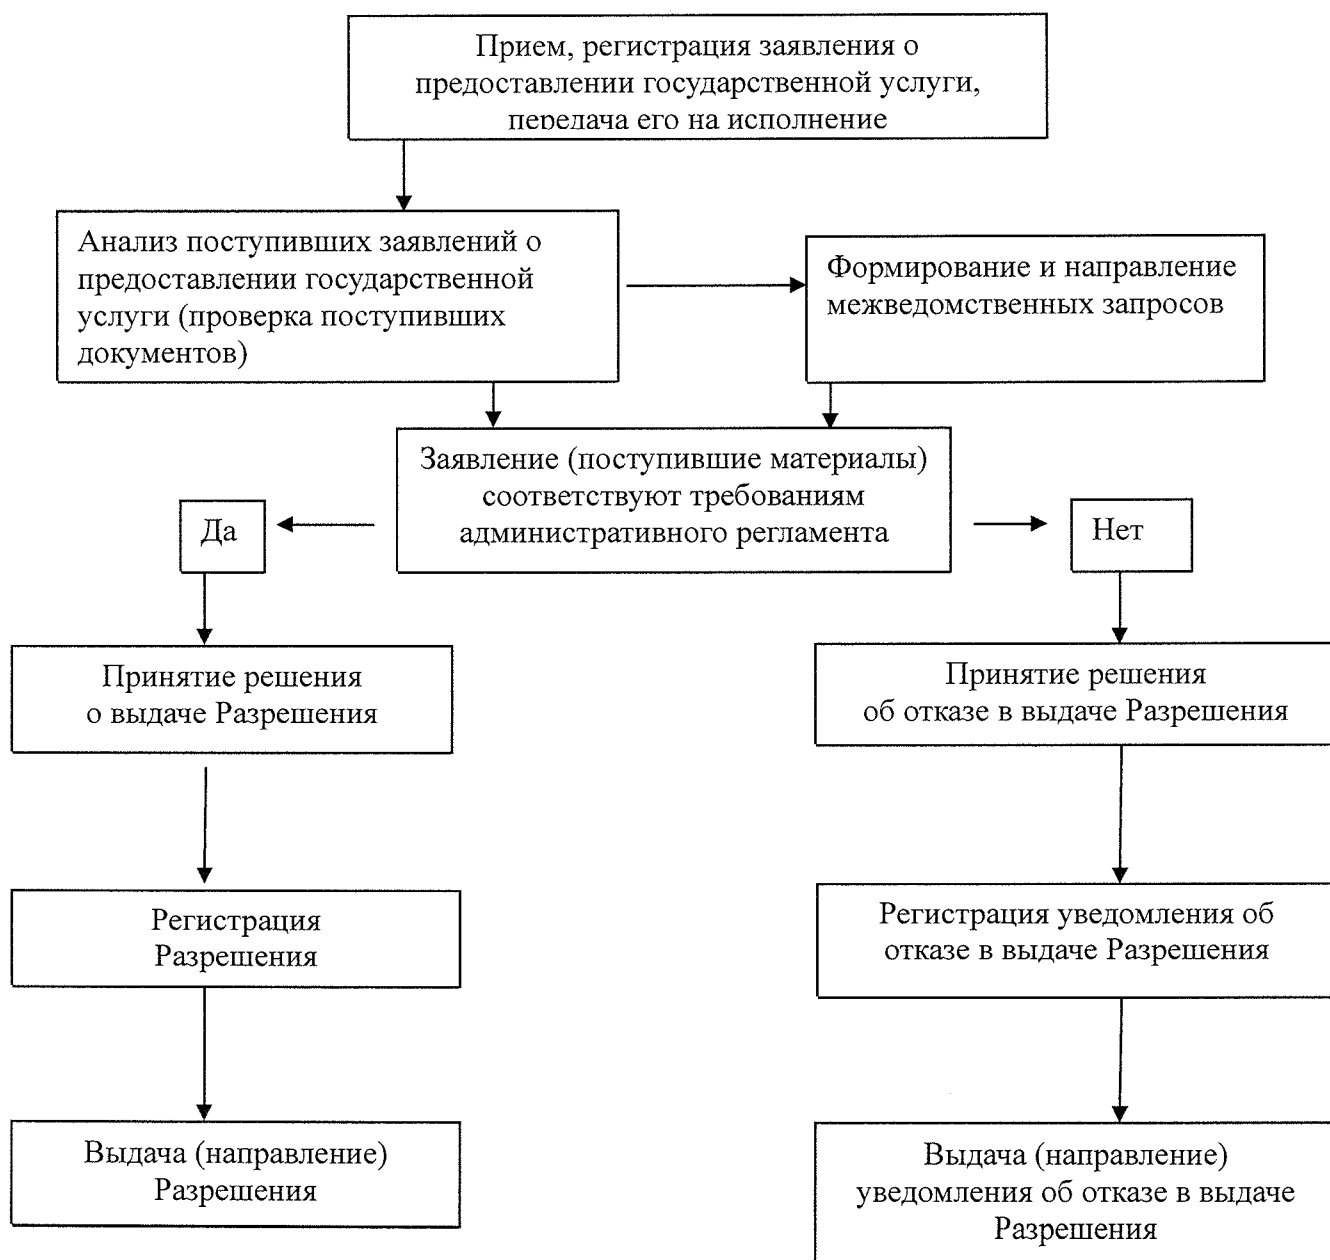 Прием, регистрация заявления о
предоставлении государственной услуги,
передача его на исполнение
Анализ поступивших заявлений о
предоставлении государственной
услуги (проверка поступивших
документов)
Формирование и направление
межведомственных запросов
Заявление (поступившие материалы)
соответствуют требованиям
административного регламента
Да
Нет
Принятие решения
о выдаче Разрешения
Принятие решения
об отказе в выдаче Разрешения
Регистрация
Разрешения
Регистрация уведомления об
отказе в выдаче Разрешения
Выдача (направление)
Разрешения
Выдача (направление)
уведомления об отказе в выдаче
Разрешения